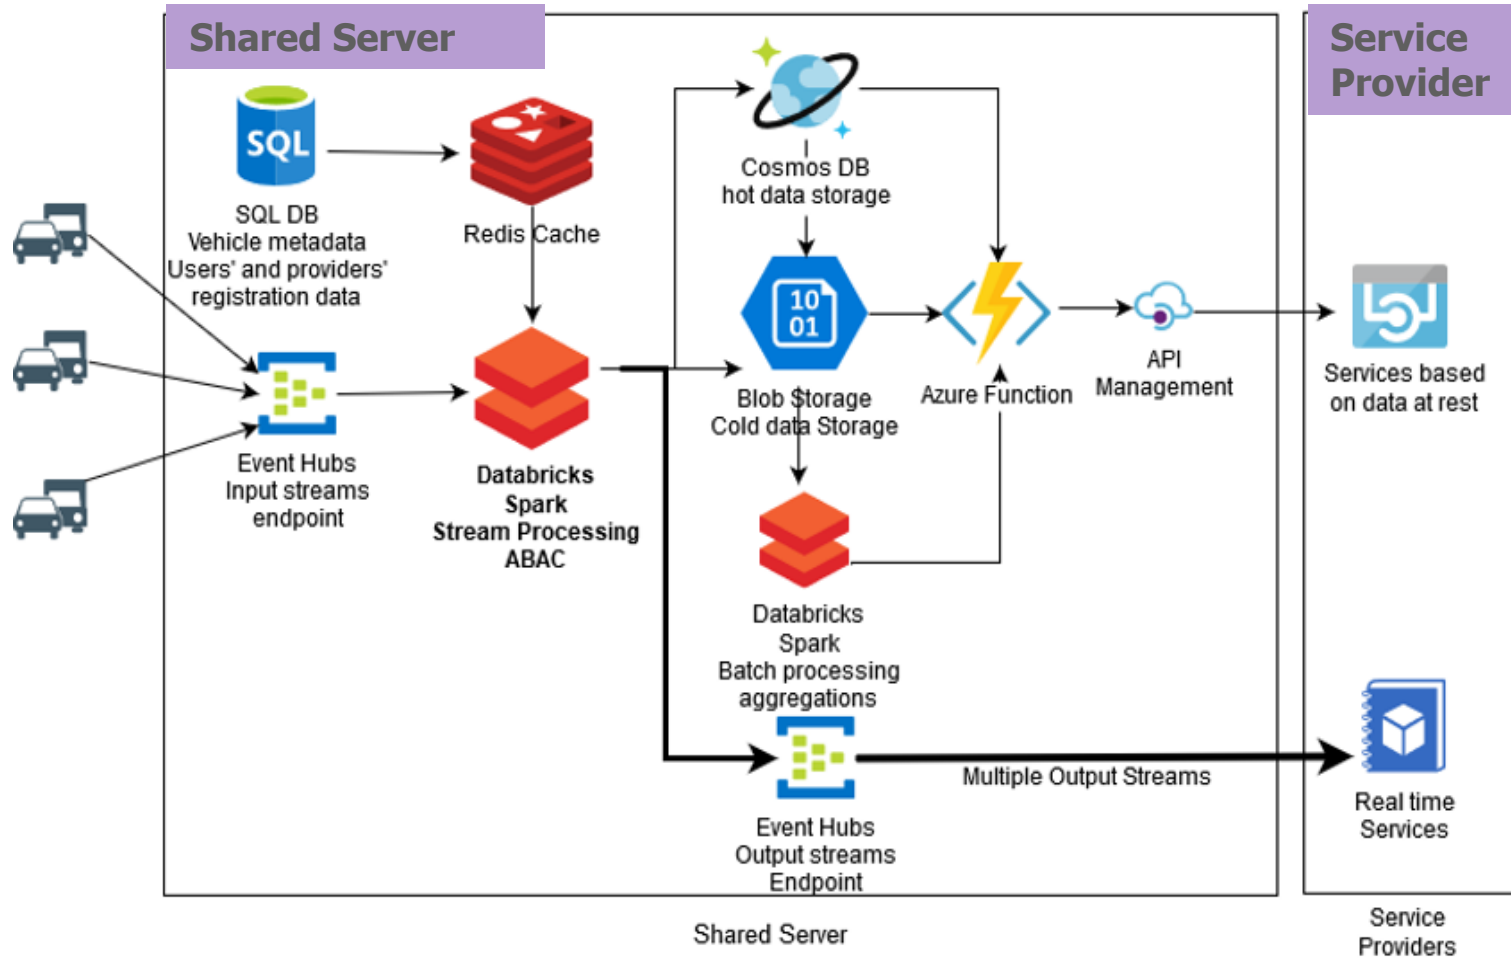 Shared Server
Service
Provider
SQL
SQL DB
Vehicle metadata
Users* and providers*
registration data
Redis Cache
Cosmos DB
hot data storage
10
01
Blob Storage
Cold data Storage
Azure Function
API
Management
Services based
on data at rest
Event Hubs
Input streams
endpoint
Databricks
Spark
Stream Processing
ABAC
Databricks
Spark
Batch processing
aggregations
Multiple Output Streams
Event Hubs
Output streams
Endpoint
Real time
Services
Shared Server
Service
Providers